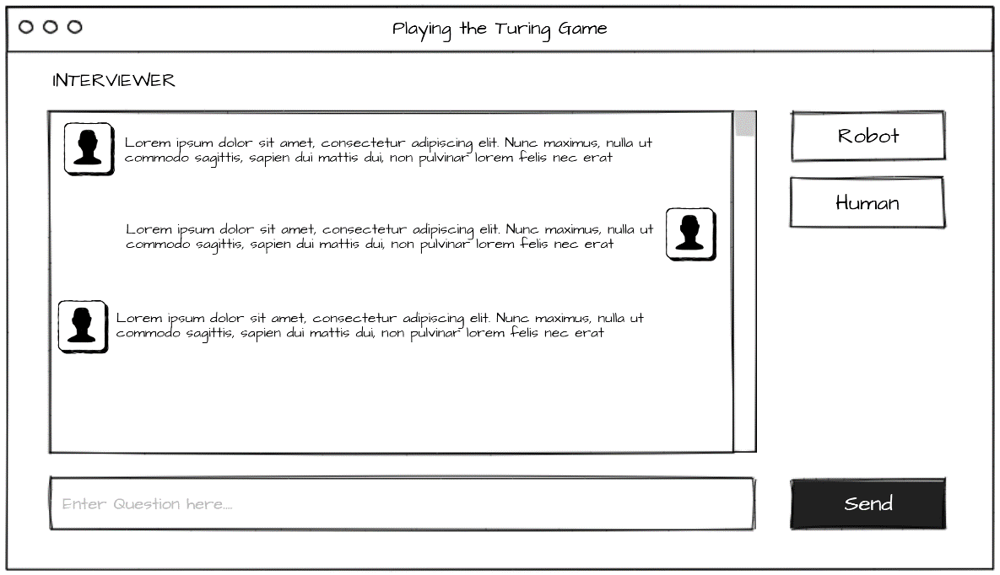 Playing the Turing Game
INTERVIEWER
Lorem ipsum dolor sit amet, consectetur adipiscing elit. Nunc maximus, nulla ut
commodo sagittis, sapien dui mattis dui, non pulvinar lorem felis nec erat
Lorem ipsum dolor sit amet, consectetur adipiscing elit. Nunc maximus, nulla ut
commodo sagittis, sapien dui mattis dui, non pulvinar lorem felis nec erat
Lorem ipsum dolor sit amet, consectetur adipiscing elit. Nunc maximus, nulla ut
commodo sagittis, sapien dui mattis dui, non pulvinar lorem felis nec erat
Robot
Human
Enter Question here....
Send